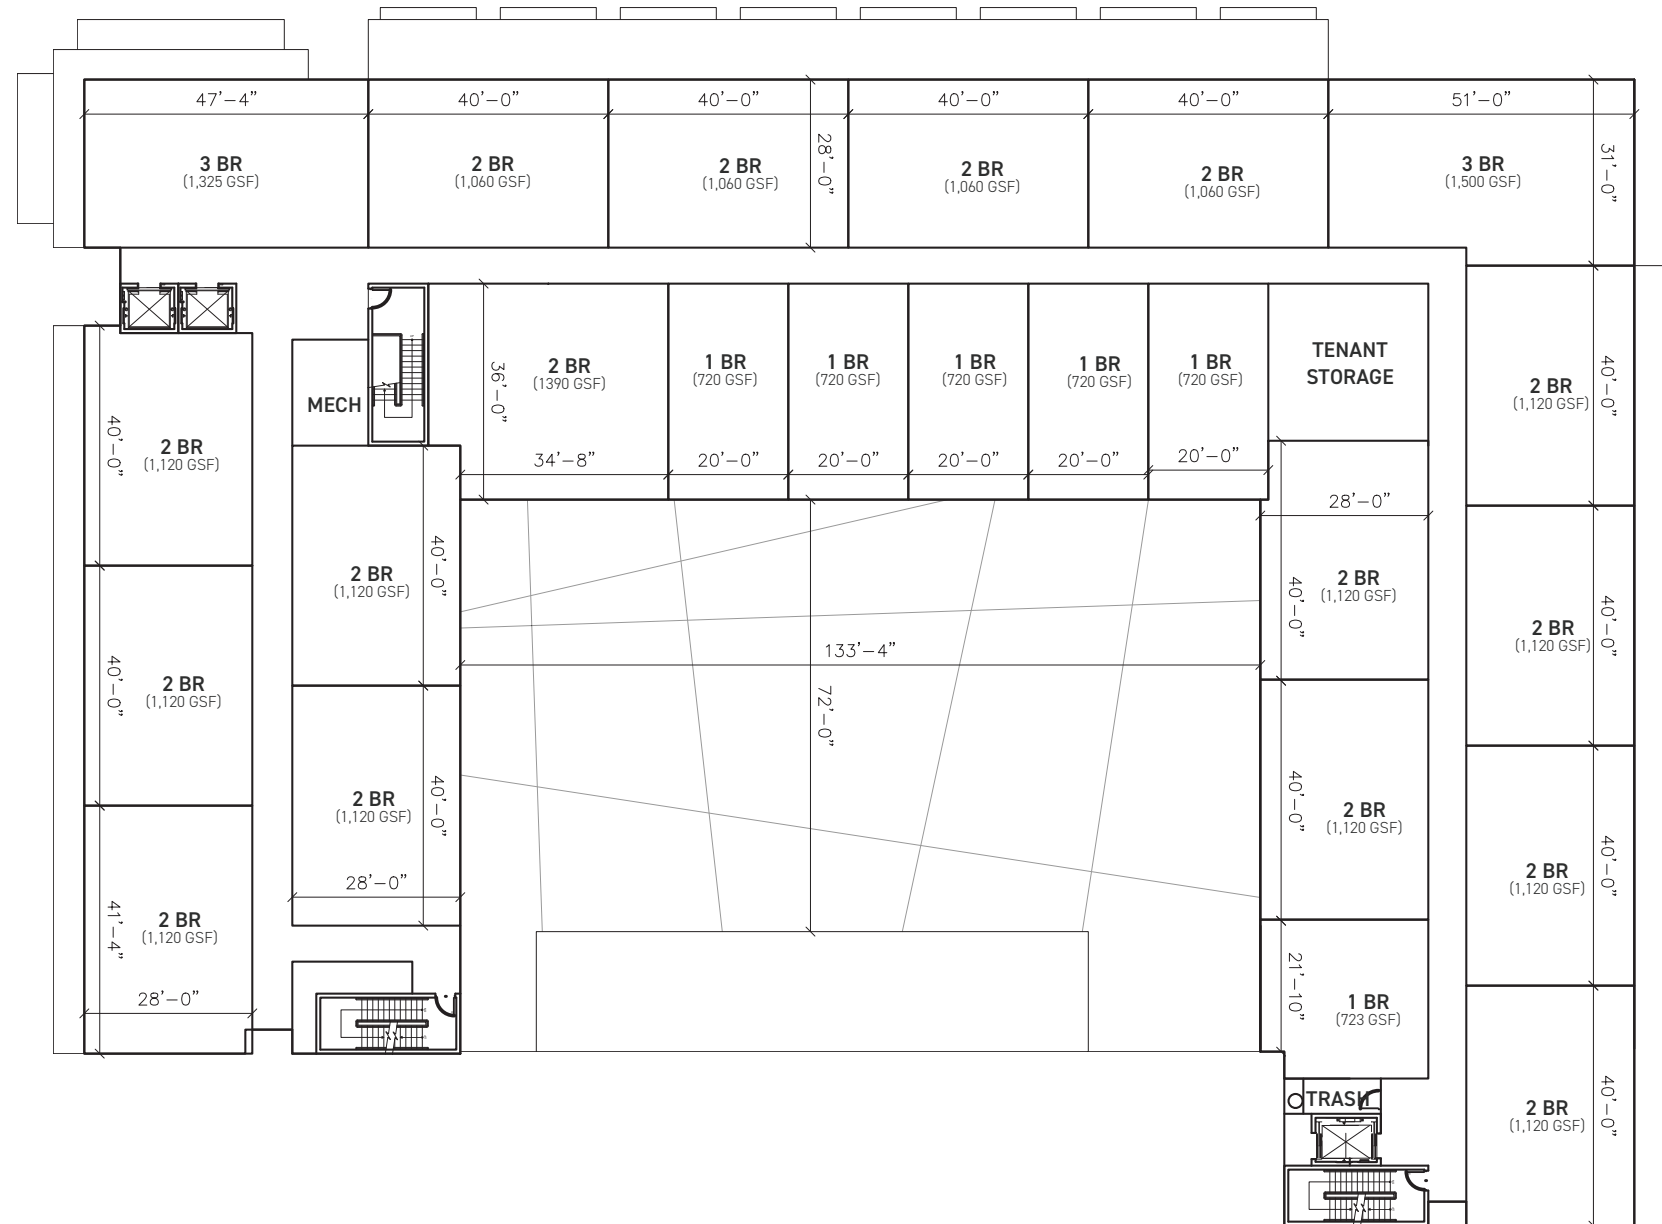 47'-4"
40'-0"
40'-0"
40'-0"
40'-0"
51'-0"
3 BR
(1,325 GSF)
2 BR
(1,060 GSF)
2 BR
(1,060 GSF)
28'-0"
2 BR
(1,060 GSF)
2 BR
(1,060 GSF)
3 BR
(1,500 GSF)
31'-0"
MECH
36'-0"
2 BR
(1390 GSF)
1 BR
(720 GSF)
1 BR
(720 GSF)
1 BR
(720 GSF)
1 BR
(720 GSF)
1 BR
(720 GSF)
TENANT
STORAGE
2 BR
(1,120 GSF)
40'-0"
40'-0"
2 BR
(1,120 GSF)
34'-8"
20'-0"
20'-0"
20'-0"
20'-0"
20'-0"
28'-0"
2 BR
(1,120 GSF)
40'-0"
40'-0"
2 BR
(1,120 GSF)
2 BR
(1,120 GSF)
40'-0"
133'-4"
40'-0"
2 BR
(1,120 GSF)
72'-0"
2 BR
(1,120 GSF)
40'-0"
40'-0"
2 BR
(1,120 GSF)
2 BR
(1,120 GSF)
40'-0"
28'-0"
41'-4"
2 BR
(1,120 GSF)
28'-0"
21'-10"
1 BR
(723 GSF)
TRASH
2 BR
(1,120 GSF)
40'-0"